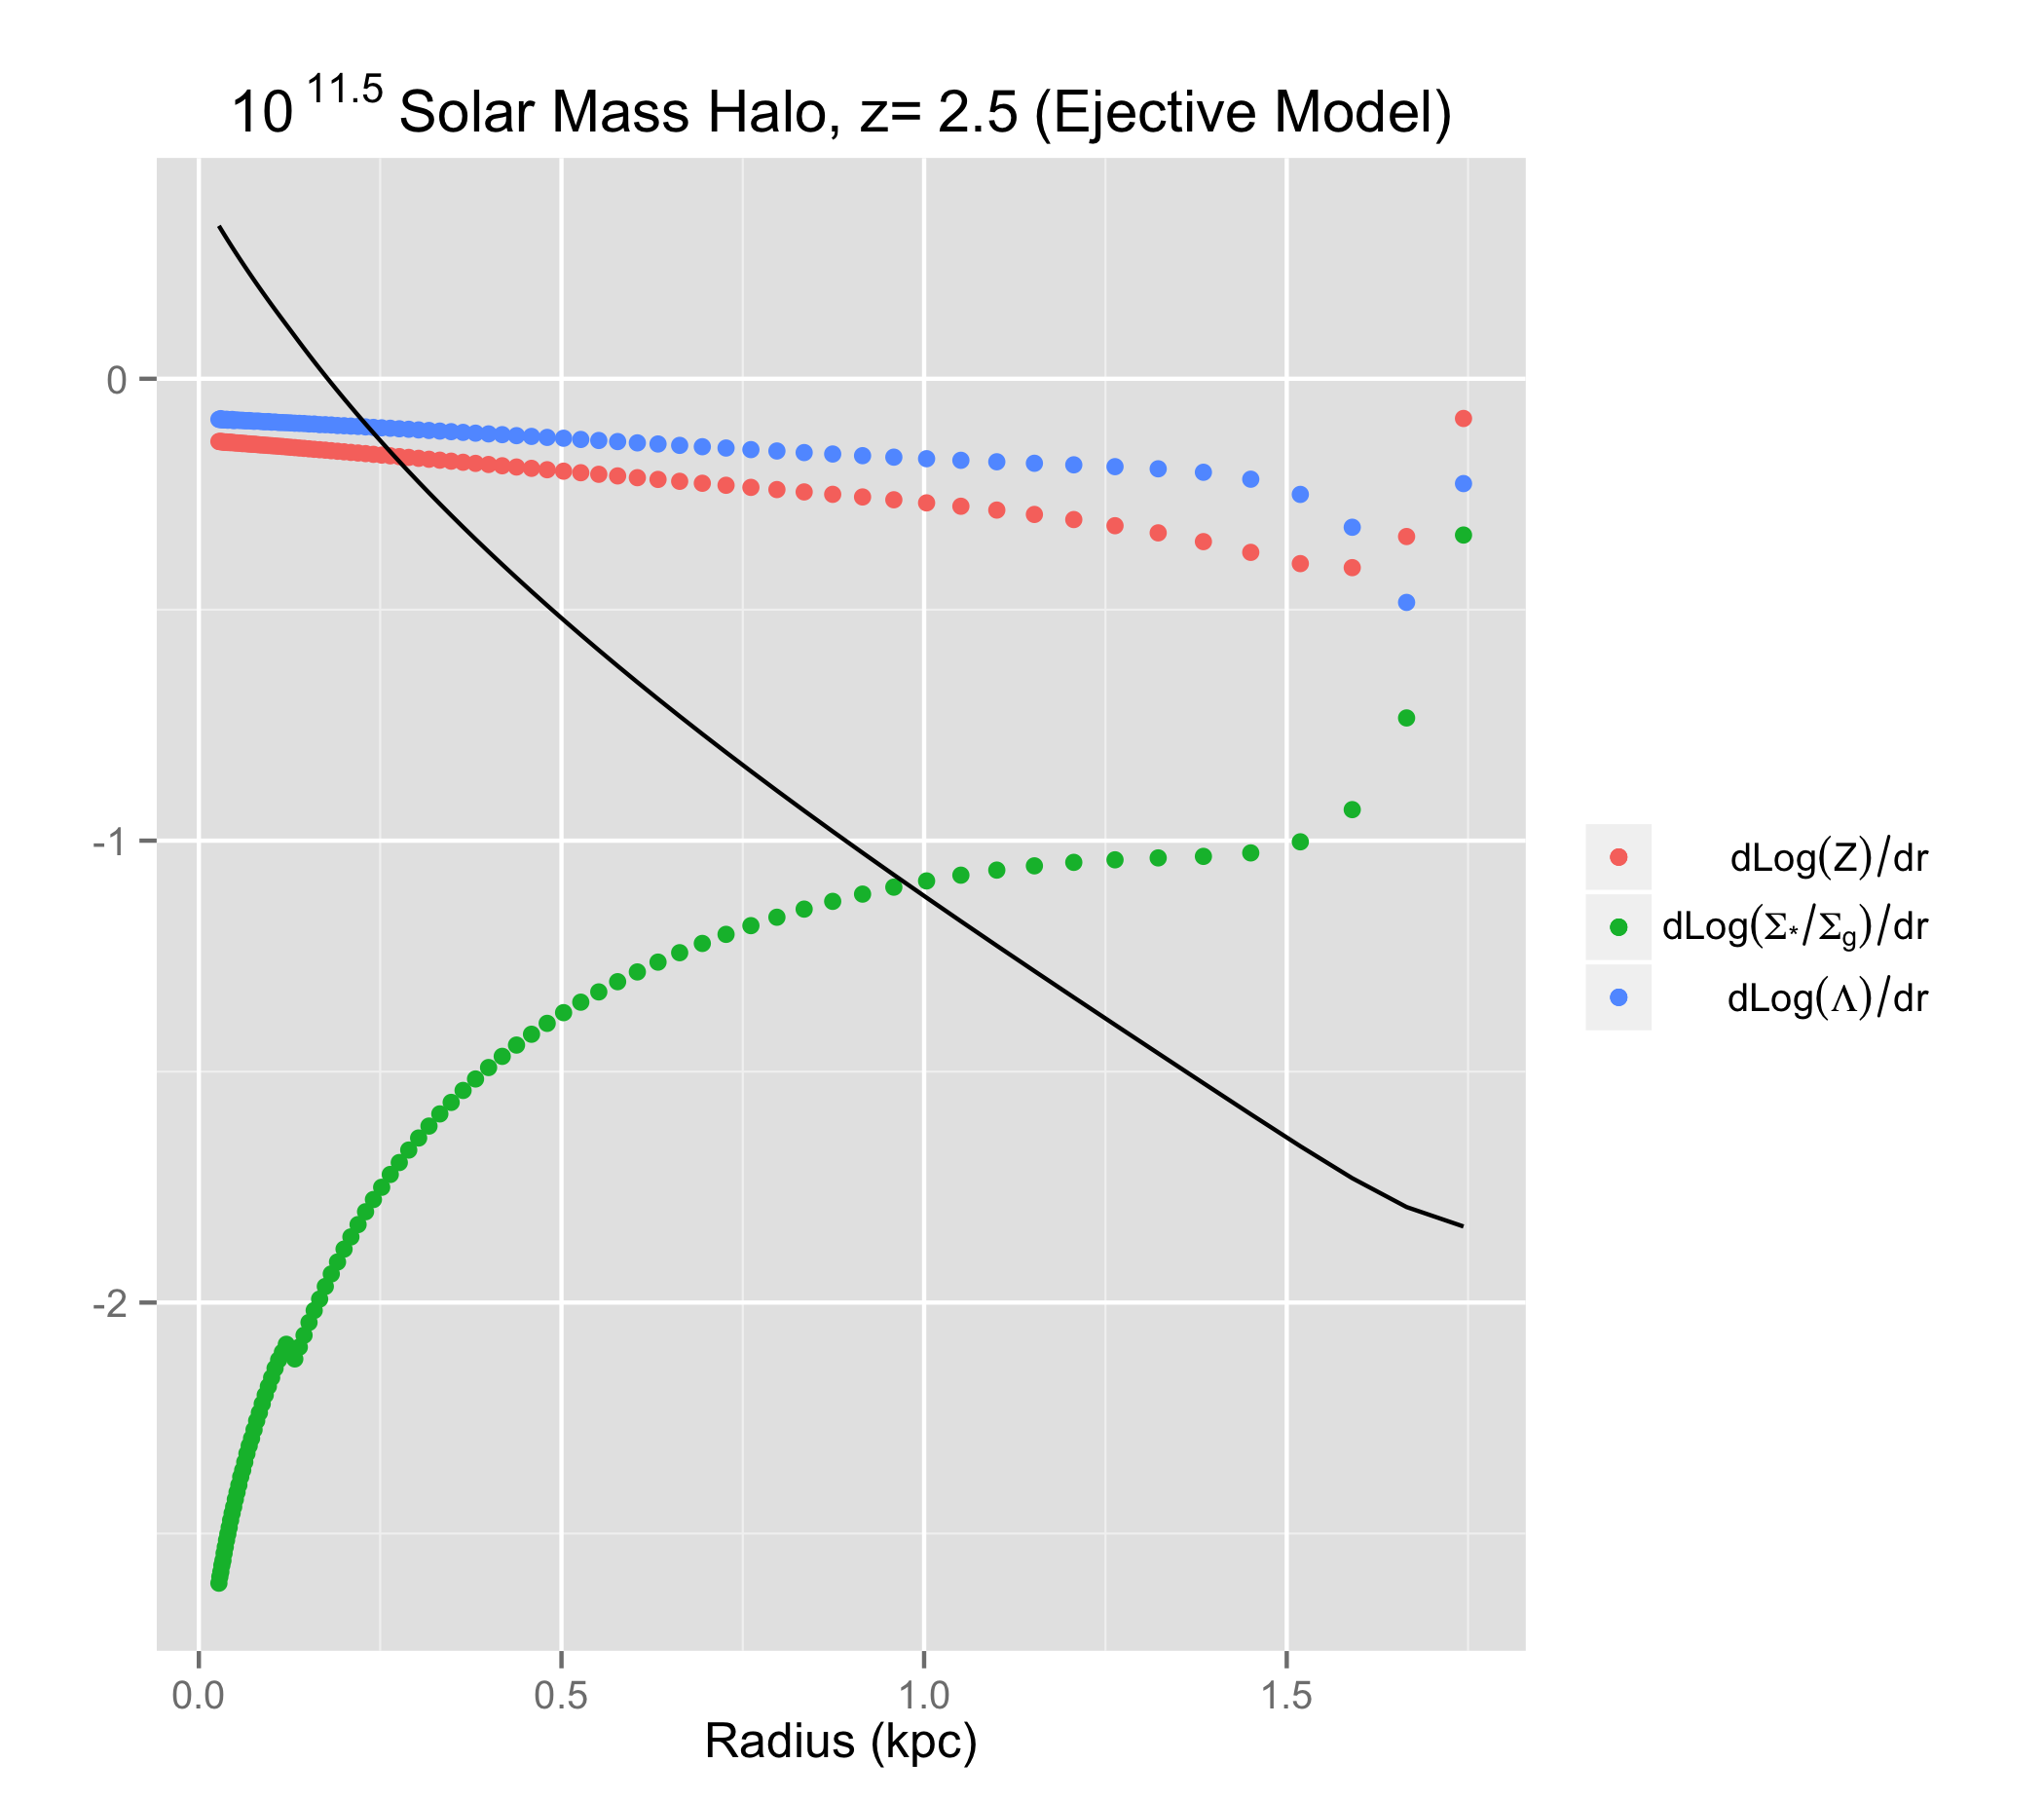 10^11.5 Solar Mass Halo, z= 2.5 (Ejective Model)
0
-1
-2
0.0 0.5 1.0 1.5
Radius (kpc)
dLog(Z)/dr
dLog(Σ*/Σg)/dr
dLog(Λ)/dr